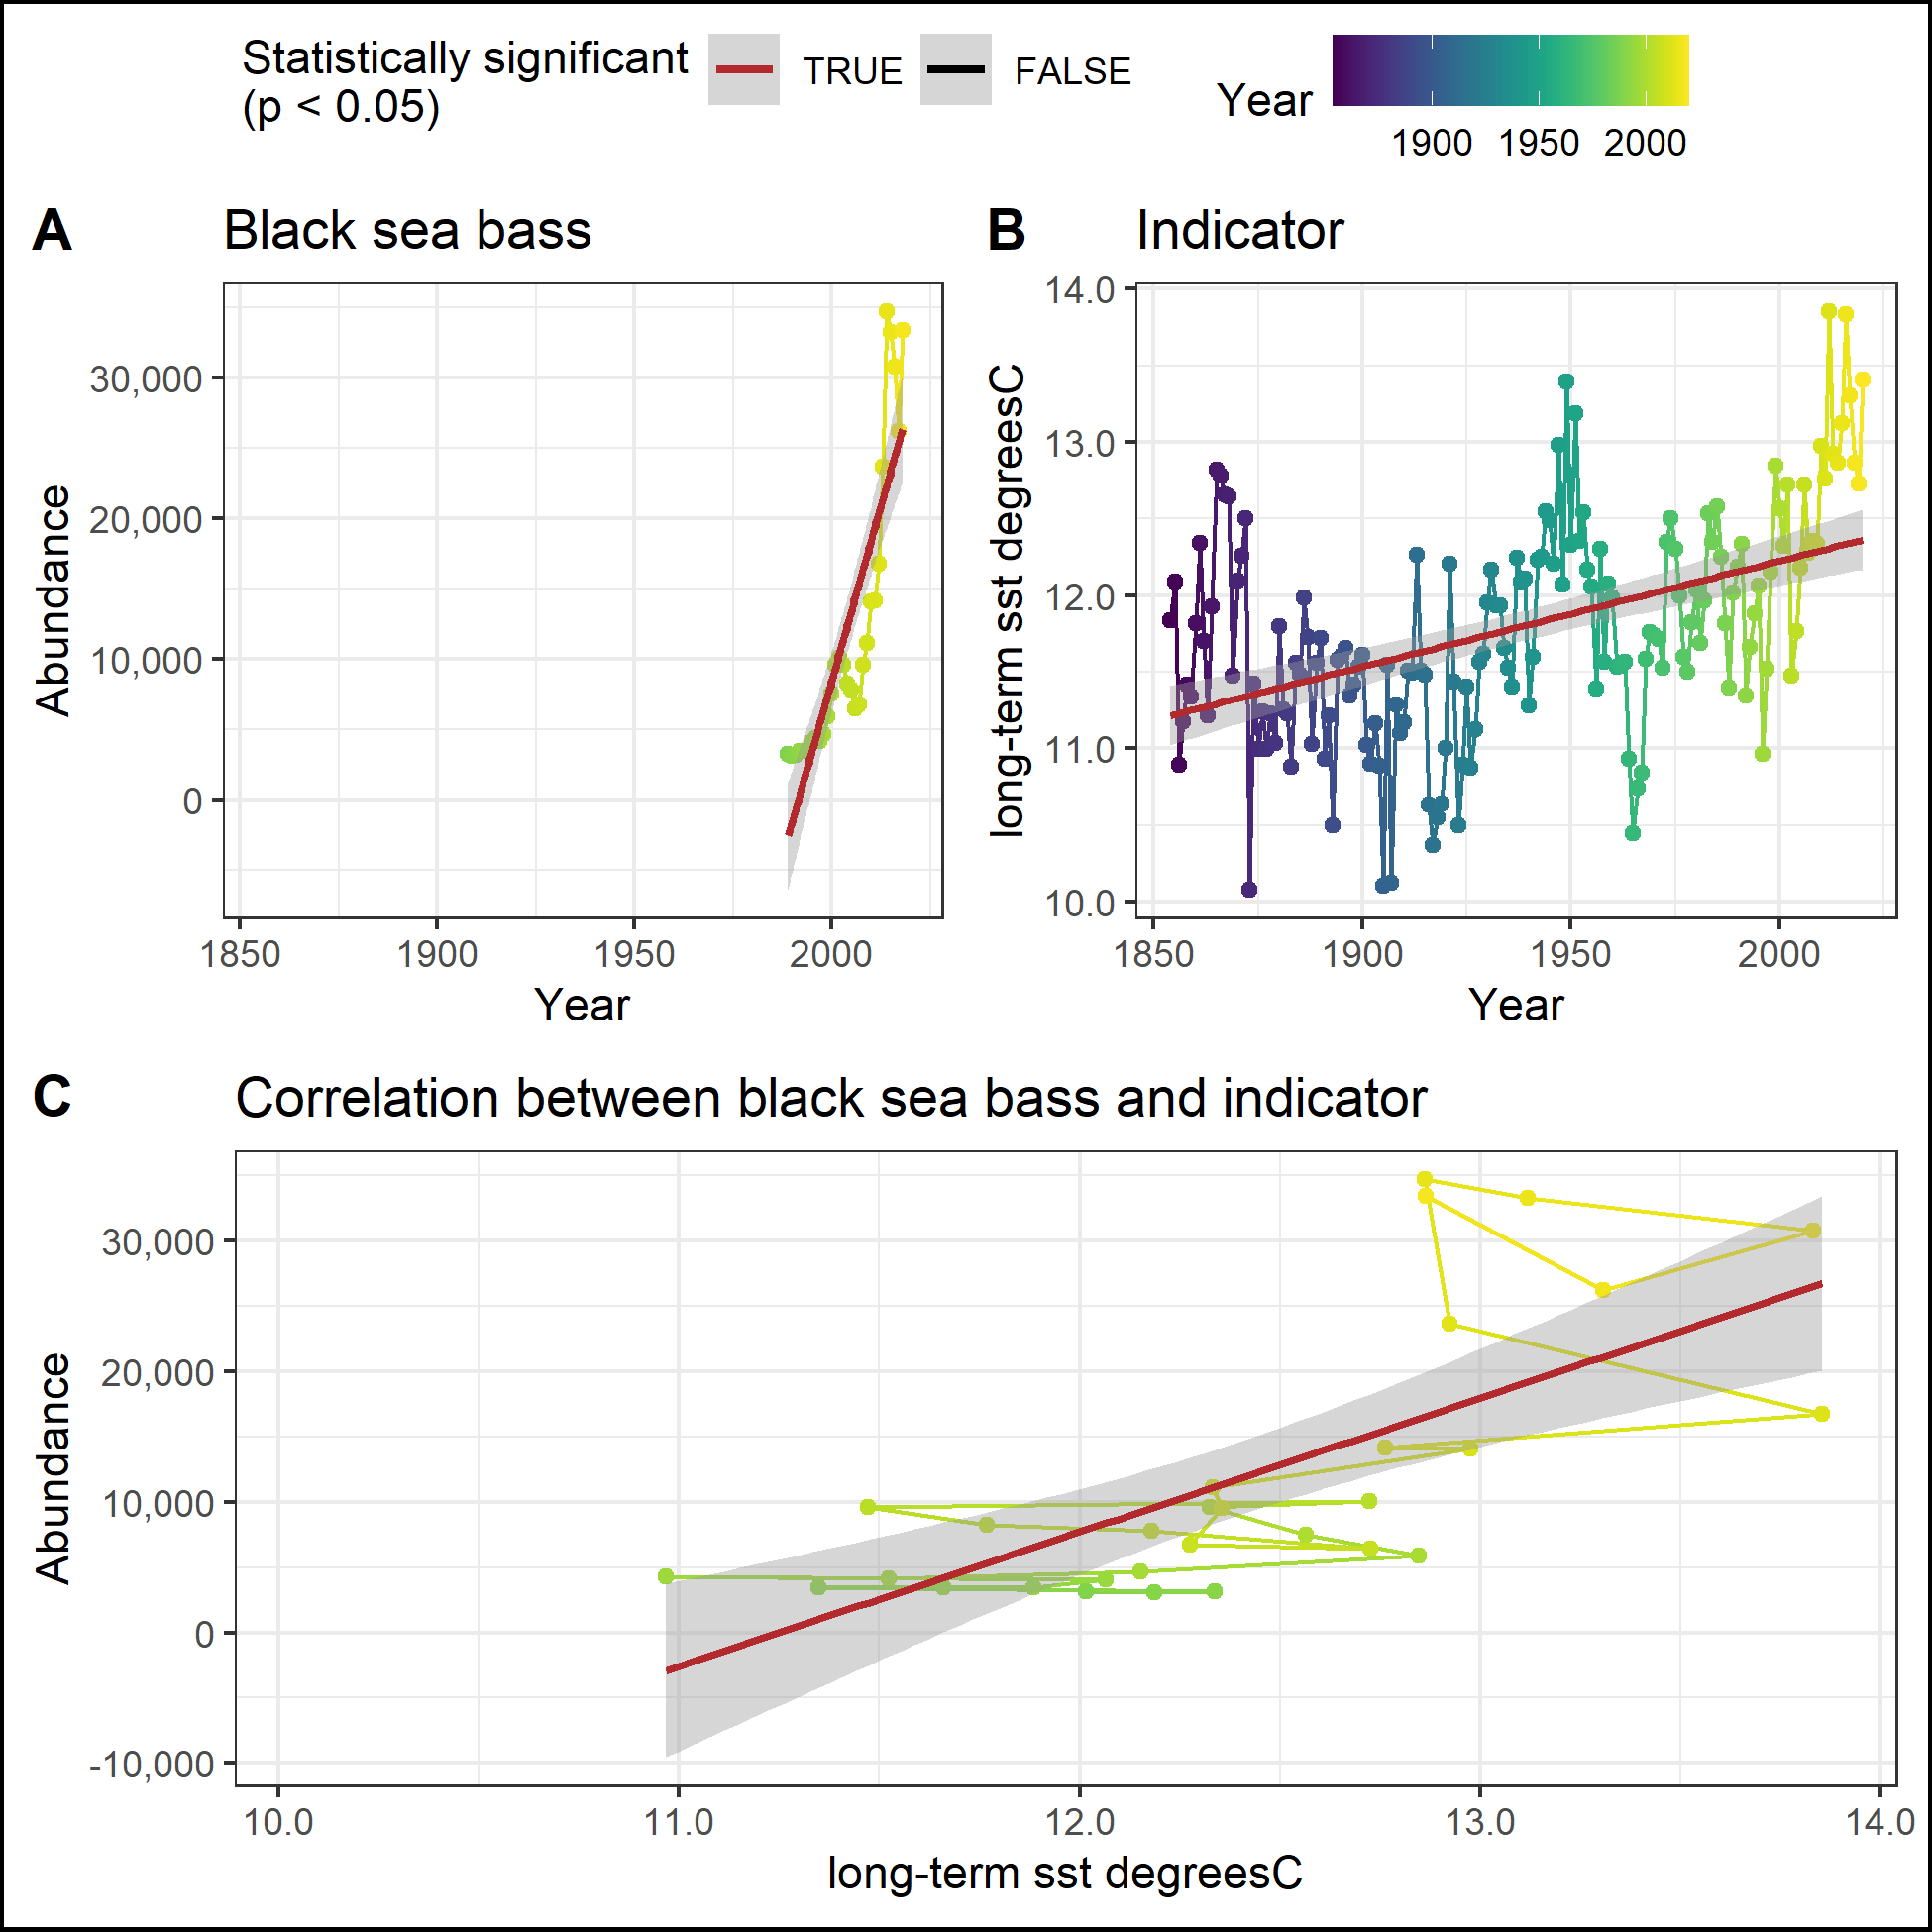 Statistically significant
(p < 0.05)
TRUE
FALSE
Year
1900 1950 2000
A
Black sea bass
Abundance
30,000
20,000
10,000
0
1850 1900 1950 2000
Year
B
Indicator
long-term sst degreesC
14.0
13.0
12.0
11.0
10.0
1850 1900 1950 2000
Year
C
Correlation between black sea bass and indicator
Abundance
30,000
20,000
10,000
0
-10,000
10.0 11.0 12.0 13.0 14.0
long-term sst degreesC